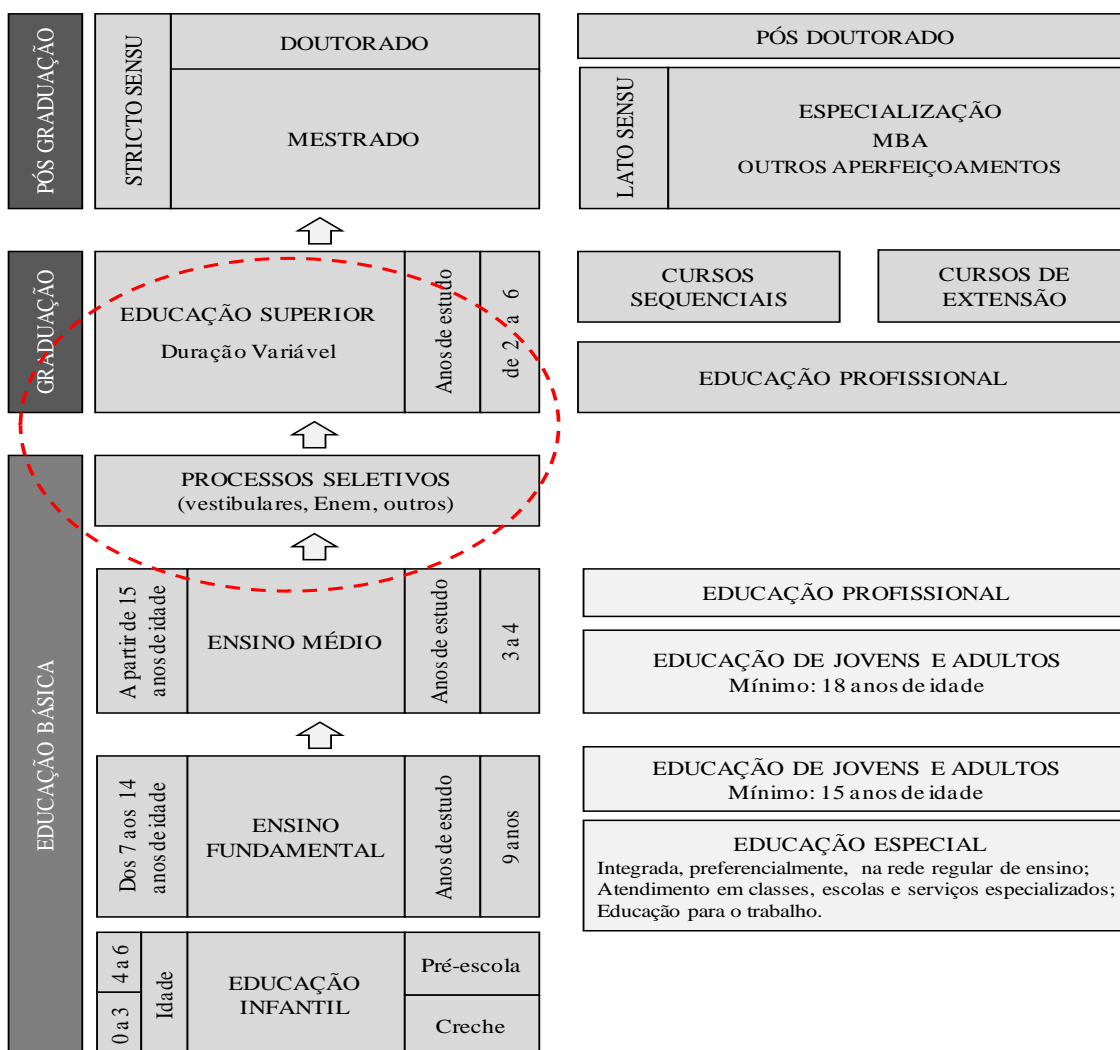 PÓS GRADUAÇÃO
STRICTO SENSU
DOUTORADO
MESTRADO
PÓS DOUTORADO
LATO SENSU
ESPECIALIZAÇÃO
MBA
OUTROS APERFEIÇOAMENTOS
GRADUAÇÃO
EDUCAÇÃO SUPERIOR
Duração Variável
Anos de estudo
de 2 a 6
CURSOS
SEQUENCIAIS
CURSOS DE
EXTENSÃO
EDUCAÇÃO PROFISSIONAL
EDUCAÇÃO BÁSICA
PROCESSOS SELETIVOS
(vestibulares, Enem, outros)
A partir de 15
anos de idade
ENSINO MÉDIO
Anos de estudo
3 a 4
EDUCAÇÃO PROFISSIONAL
EDUCAÇÃO DE JOVENS E ADULTOS
Mínimo: 18 anos de idade
Dos 7 aos 14
anos de idade
ENSINO
FUNDAMENTAL
Anos de estudo
9 anos
EDUCAÇÃO DE JOVENS E ADULTOS
Mínimo: 15 anos de idade
EDUCAÇÃO ESPECIAL
Integrada, preferencialmente, na rede regular de ensino;
Atendimento em classes, escolas e serviços especializados;
Educação para o trabalho.
4 a 6
0 a 3
Idade
EDUCAÇÃO
INFANTIL
Pré-escola
Creche